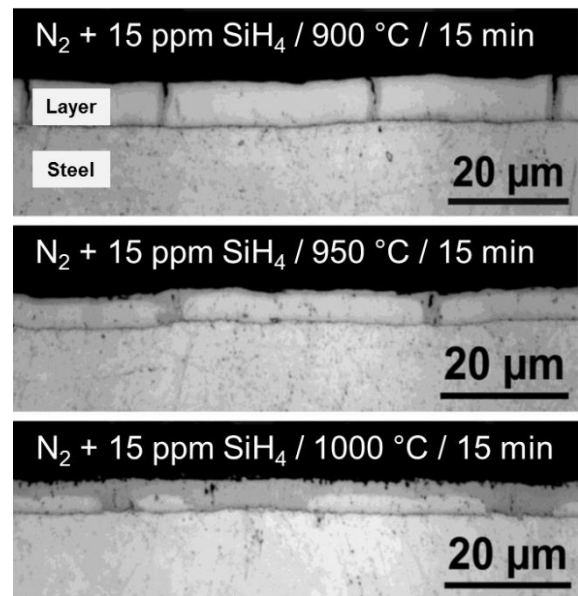 N₂ + 15 ppm SiH₄ / 900 °C / 15 min
Layer
Steel
20 µm
N₂ + 15 ppm SiH₄ / 950 °C / 15 min
20 µm
N₂ + 15 ppm SiH₄ / 1000 °C / 15 min
20 µm